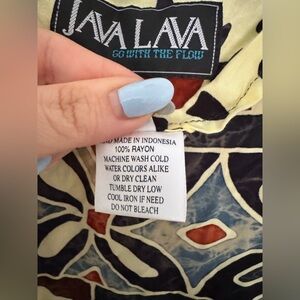 JAVA LAVA
GO WITH THE FLOW
MADE IN INDONESIA
100% RAYON
MACHINE WASH COLD
WATER COLORS ALIKE
OR DRY CLEAN
TUMBLE DRY LOW
COOL IRON IF NEED
DO NOT BLEACH